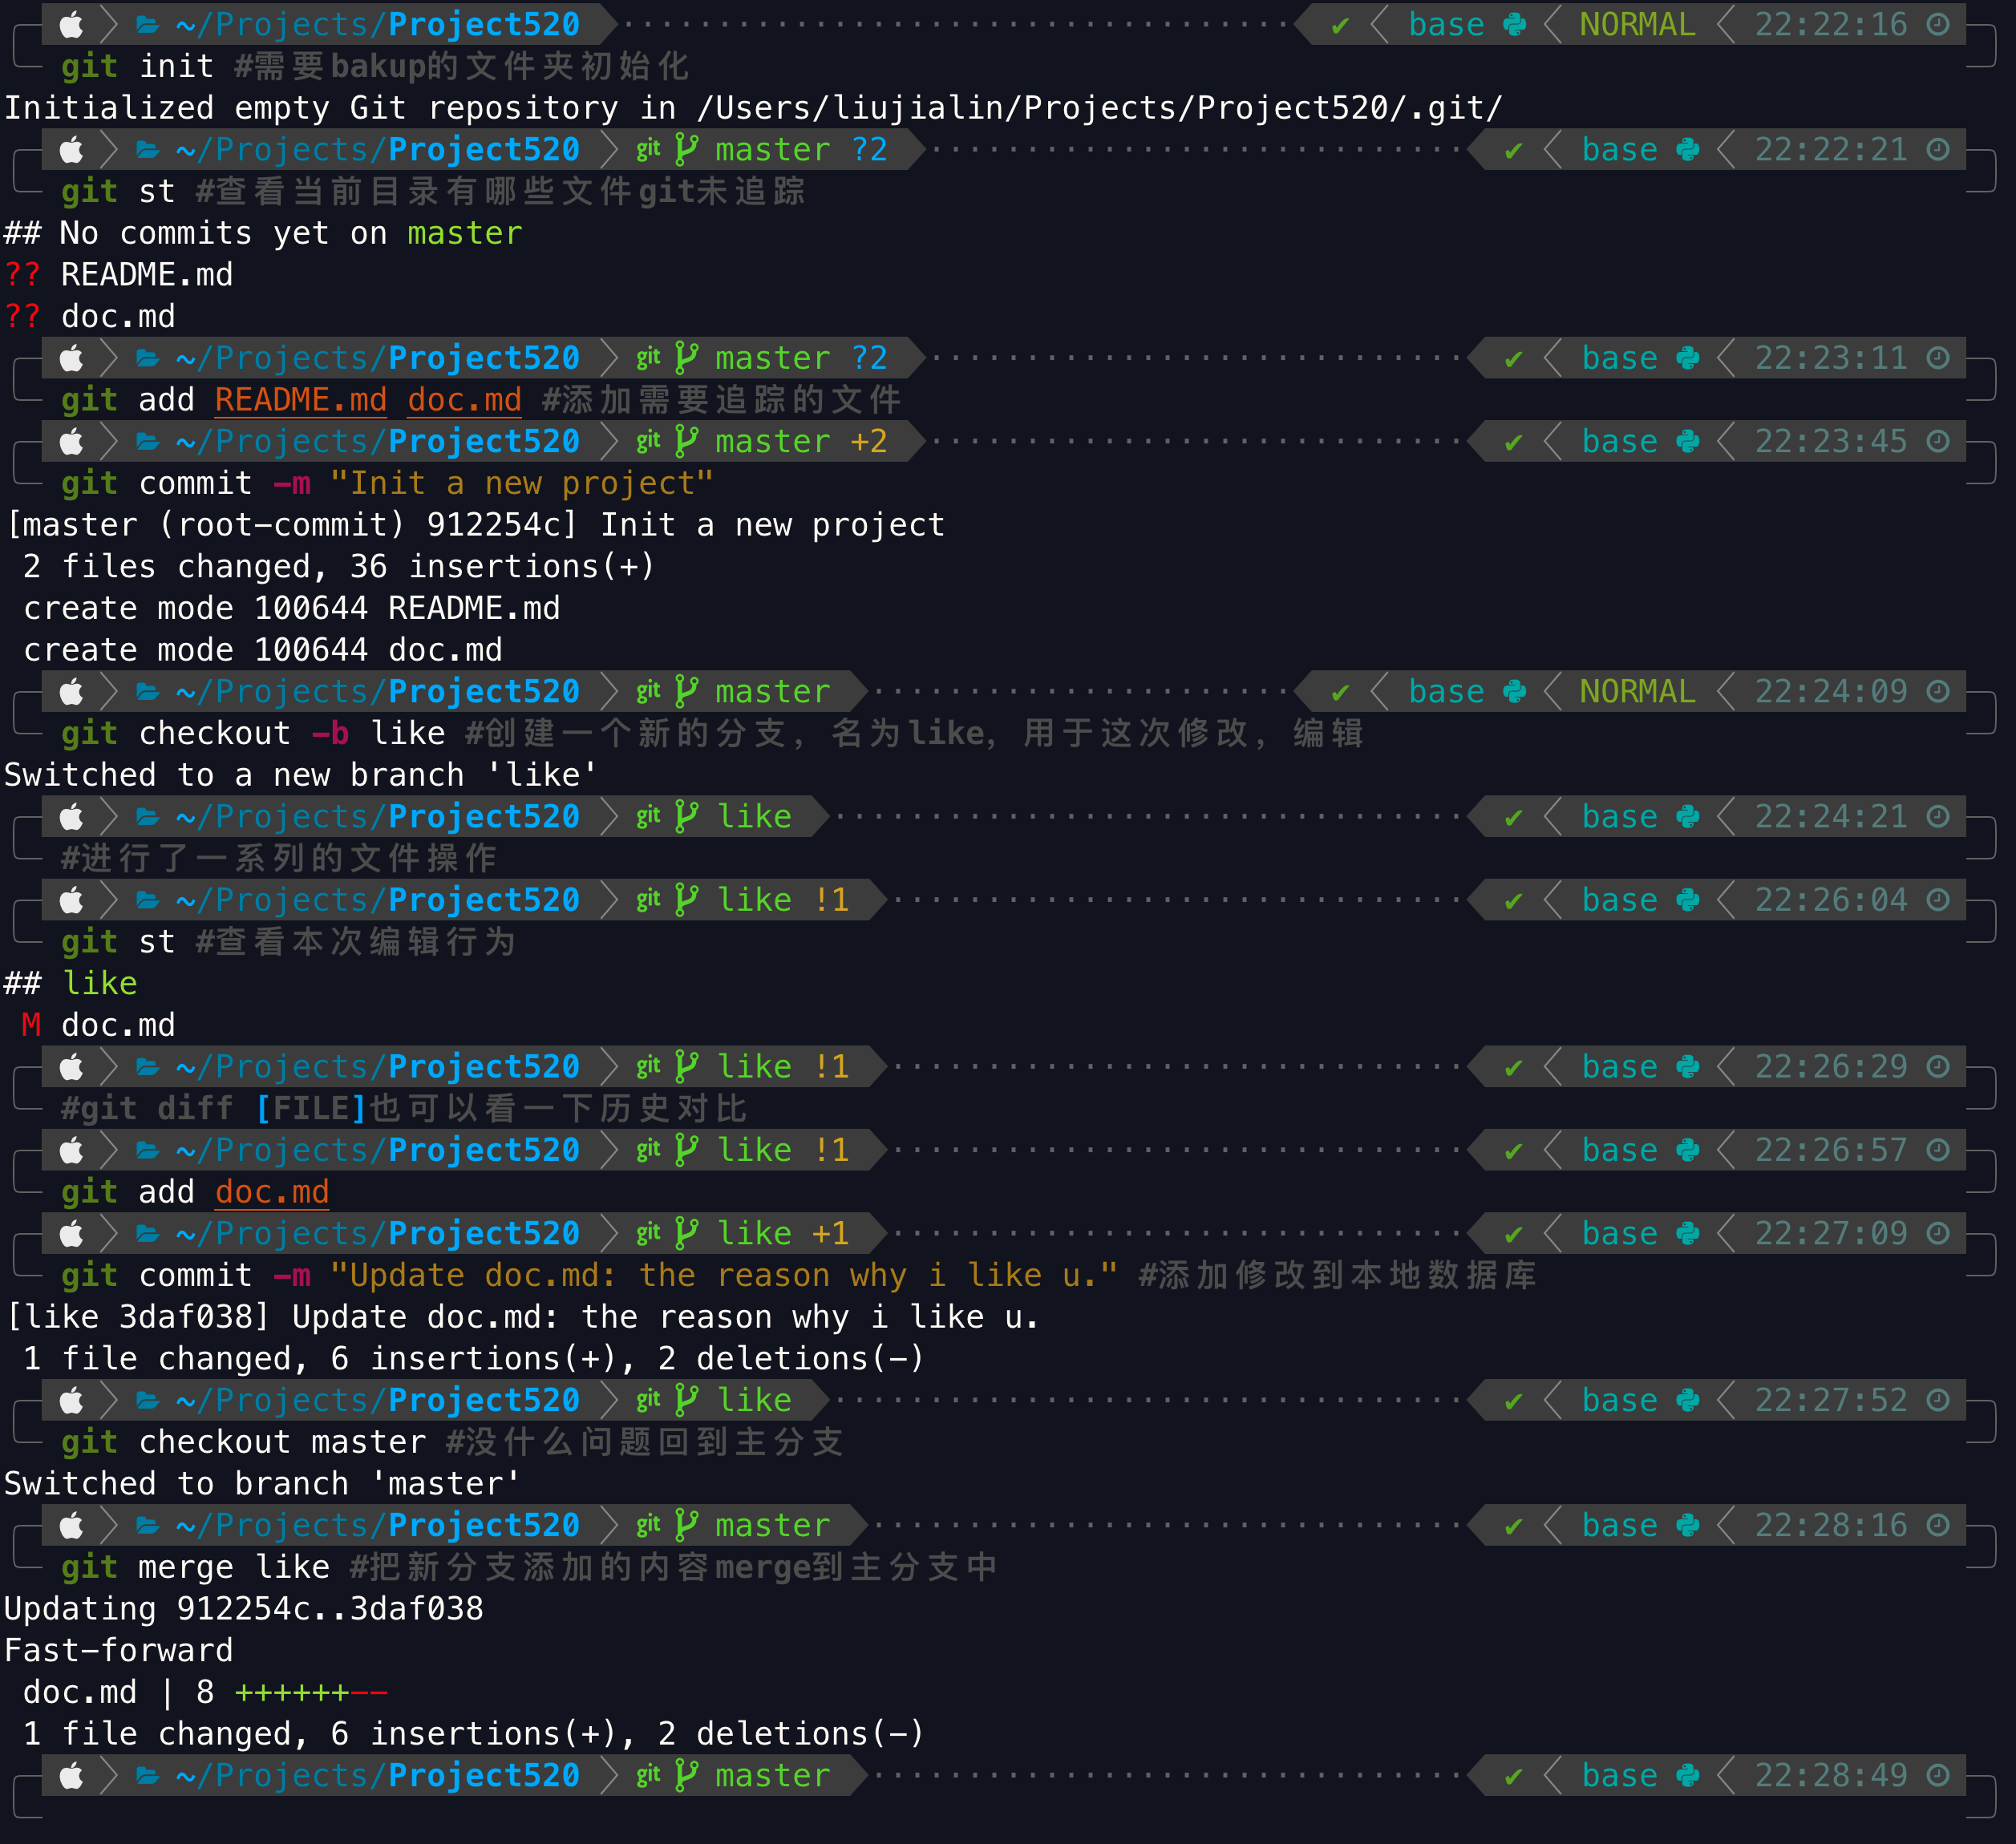 ~/Projects/Project520 ✔ base NORMAL 22:22:16
git init #需要bakup的文件夹初始化
Initialized empty Git repository in /Users/liujialin/Projects/Project520/.git/
~/Projects/Project520 git master ?2 ✔ base 22:22:21
git st #查看当前目录有哪些文件git未追踪
## No commits yet on master
?? README.md
?? doc.md
~/Projects/Project520 git master ?2 ✔ base 22:23:11
git add README.md doc.md #添加需要追踪的文件
~/Projects/Project520 git master +2 ✔ base 22:23:45
git commit -m "Init a new project"
[master (root-commit) 912254c] Init a new project
2 files changed, 36 insertions(+)
create mode 100644 README.md
create mode 100644 doc.md
~/Projects/Project520 git master ✔ base NORMAL 22:24:09
git checkout -b like #创建一个新的分支, 名为like, 用于这次修改, 编辑
Switched to a new branch 'like'
~/Projects/Project520 git like ✔ base 22:24:21
#进行了一系列的文件操作
~/Projects/Project520 git like !1 ✔ base 22:26:04
git st #查看本次编辑行为
## like
M doc.md
~/Projects/Project520 git like !1 ✔ base 22:26:29
#git diff [FILE]也可以看一下历史对比
~/Projects/Project520 git like !1 ✔ base 22:26:57
git add doc.md
~/Projects/Project520 git like +1 ✔ base 22:27:09
git commit -m "Update doc.md: the reason why i like u." #添加修改到本地数据库
[like 3daf038] Update doc.md: the reason why i like u.
1 file changed, 6 insertions(+), 2 deletions(-)
~/Projects/Project520 git like ✔ base 22:27:52
git checkout master #没什么问题回到主分支
Switched to branch 'master'
~/Projects/Project520 git master ✔ base 22:28:16
git merge like #把新分支添加的内容merge到主分支中
Updating 912254c..3daf038
Fast-forward
doc.md | 8 ++++++--
1 file changed, 6 insertions(+), 2 deletions(-)
~/Projects/Project520 git master ✔ base 22:28:49